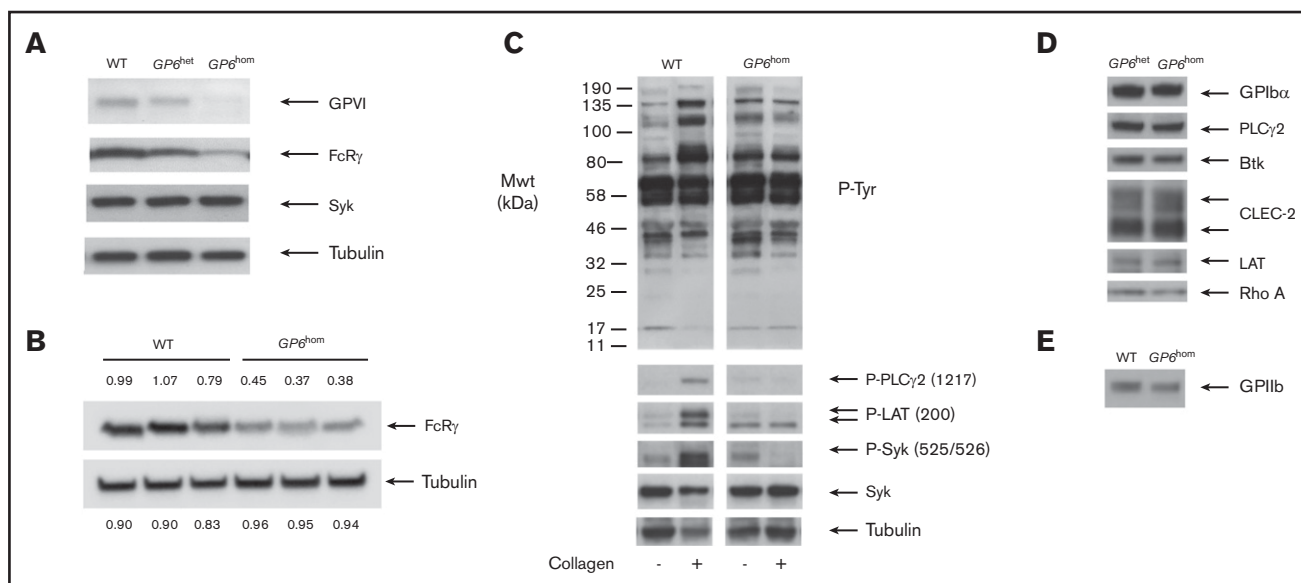 A
WT GP6het GP6hom
GPVI
FcRγ
Syk
Tubulin
B
WT GP6hom
0.99 1.07 0.79 0.45 0.37 0.38
FcRγ
Tubulin
0.90 0.90 0.83 0.96 0.95 0.94
C
WT GP6hom
Mwt
(kDa)
190
135
100
80
58
46
32
25
17
11
P-Tyr
P-PLCγ2 (1217)
P-LAT (200)
P-Syk (525/526)
Syk
Tubulin
Collagen - + - +
D
GP6het GP6hom
GPIbα
PLCγ2
Btk
CLEC-2
LAT
Rho A
E
WT GP6hom
GPIIb